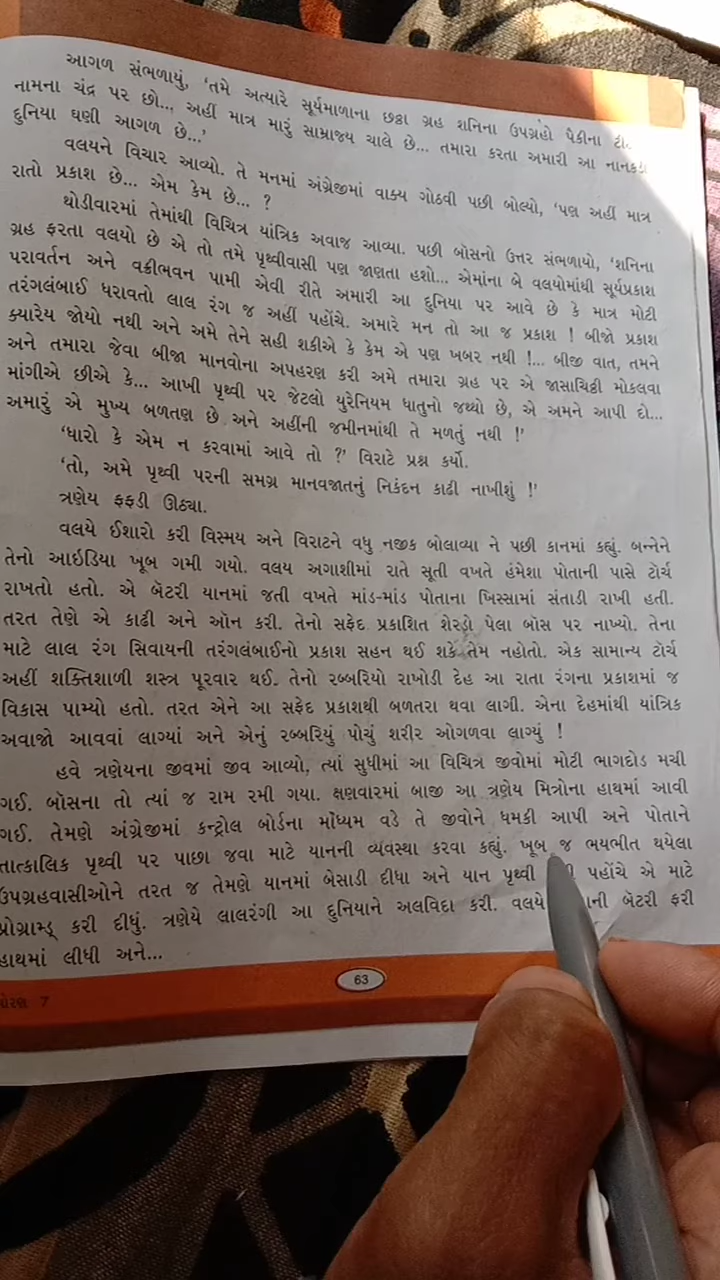 આગળ સંભળાયું, ‘તમે અત્યારે સૂર્યમાળાના છઠ્ઠા ગ્રહ શનિના ઉપગ્રહો પૈકીના
નામના ચંદ્ર પર છો... અહીં માત્ર મારું સામ્રાજ્ય ચાલે છે... તમારા કરતા અમારી આ નાનકડી
દુનિયા ઘણી આગળ છે...’
વલયને વિચાર આવ્યો. તે મનમાં અંગ્રેજીમાં વાક્ય ગોઠવી પછી બોલ્યો, ‘પણ અહીં માત્ર
રાતો પ્રકાશ છે... એમ કેમ છે... ?
થોડીવારમાં તેમાંથી વિચિત્ર યાંત્રિક અવાજ આવ્યા. પછી બૉસનો ઉત્તર સંભળાયો, ‘શનિના
ગ્રહ ફરતા વલયો છે એ તો તમે પૃથ્વીવાસી પણ જાણતા હશો... એમાંના બે વલયોમાંથી સૂર્યપ્રકાશ
પરાવર્તન અને વક્રીભવન પામી એવી રીતે અમારી આ દુનિયા પર આવે છે કે માત્ર મોટી
તરંગલંબાઈ ધરાવતો લાલ રંગ જ અહીં પહોંચે. અમારે મન તો આ જ પ્રકાશ ! બીજો પ્રકાશ
ક્યારેય જોયો નથી અને અમે તેને સહી શકીએ કે કેમ એ પણ ખબર નથી !... બીજી વાત, તમને
અને તમારા જેવા બીજા માનવોના અપહરણ કરી અમે તમારા ગ્રહ પર એ જાસાચિઠ્ઠી મોકલવા
માંગીએ છીએ કે... આખી પૃથ્વી પર જેટલો યુરેનિયમ ધાતુનો જથ્થો છે, એ અમને આપી દો...
અમારું એ મુખ્ય બળતણ છે અને અહીંની જમીનમાંથી તે મળતું નથી !’
‘ધારો કે એમ ન કરવામાં આવે તો ?’ વિરાટે પ્રશ્ન કર્યો.
‘તો, અમે પૃથ્વી પરની સમગ્ર માનવજાતનું નિકંદન કાઢી નાખીશું !’
ત્રણેય ફફડી ઊઠ્યા.
વલયે ઈશારો કરી વિસ્મય અને વિરાટને વધુ નજીક બોલાવ્યા ને પછી કાનમાં કહ્યું. બન્નેને
તેનો આઇડિયા ખૂબ ગમી ગયો. વલય અગાશીમાં રાતે સૂતી વખતે હંમેશા પોતાની પાસે ટૉર્ચ
રાખતો હતો. એ બૅટરી યાનમાં જતી વખતે માંડ-માંડ પોતાના ખિસ્સામાં સંતાડી રાખી હતી.
તરત તેણે એ કાઢી અને ઑન કરી. તેનો સફેદ પ્રકાશિત શેરડો પેલા બૉસ પર નાખ્યો. તેના
માટે લાલ રંગ સિવાયની તરંગલંબાઈનો પ્રકાશ સહન થઈ શકે તેમ નહોતો. એક સામાન્ય ટૉર્ચ
અહીં શક્તિશાળી શસ્ત્ર પૂરવાર થઈ. તેનો રબ્બરિયો રાખોડી દેહ આ રાતા રંગના પ્રકાશમાં જ
વિકાસ પામ્યો હતો. તરત એને આ સફેદ પ્રકાશથી બળતરા થવા લાગી. એના દેહમાંથી યાંત્રિક
અવાજો આવવાં લાગ્યાં અને એનું રબ્બરિયું પોચું શરીર ઓગળવા લાગ્યું !
હવે ત્રણેયના જીવમાં જીવ આવ્યો, ત્યાં સુધીમાં આ વિચિત્ર જીવોમાં મોટી ભાગદોડ મચી
ગઈ. બૉસના તો ત્યાં જ રામ રમી ગયા. ક્ષણવારમાં બાજી આ ત્રણેય મિત્રોના હાથમાં આવી
ગઈ. તેમણે અંગ્રેજીમાં કન્ટ્રોલ બોર્ડના માધ્યમ વડે તે જીવોને ધમકી આપી અને પોતાને
તાત્કાલિક પૃથ્વી પર પાછા જવા માટે યાનની વ્યવસ્થા કરવા કહ્યું. ખૂબ જ ભયભીત થયેલા
ઉપગ્રહવાસીઓને તરત જ તેમણે યાનમાં બેસાડી દીધા અને યાન પૃથ્વી પહોંચે એ માટે
પ્રોગ્રામ્ડ્ કરી દીધું. ત્રણેયે લાલરંગી આ દુનિયાને અલવિદા કરી. વલયે બૅટરી ફરી
હાથમાં લીધી અને...
63
ધોરણ 7